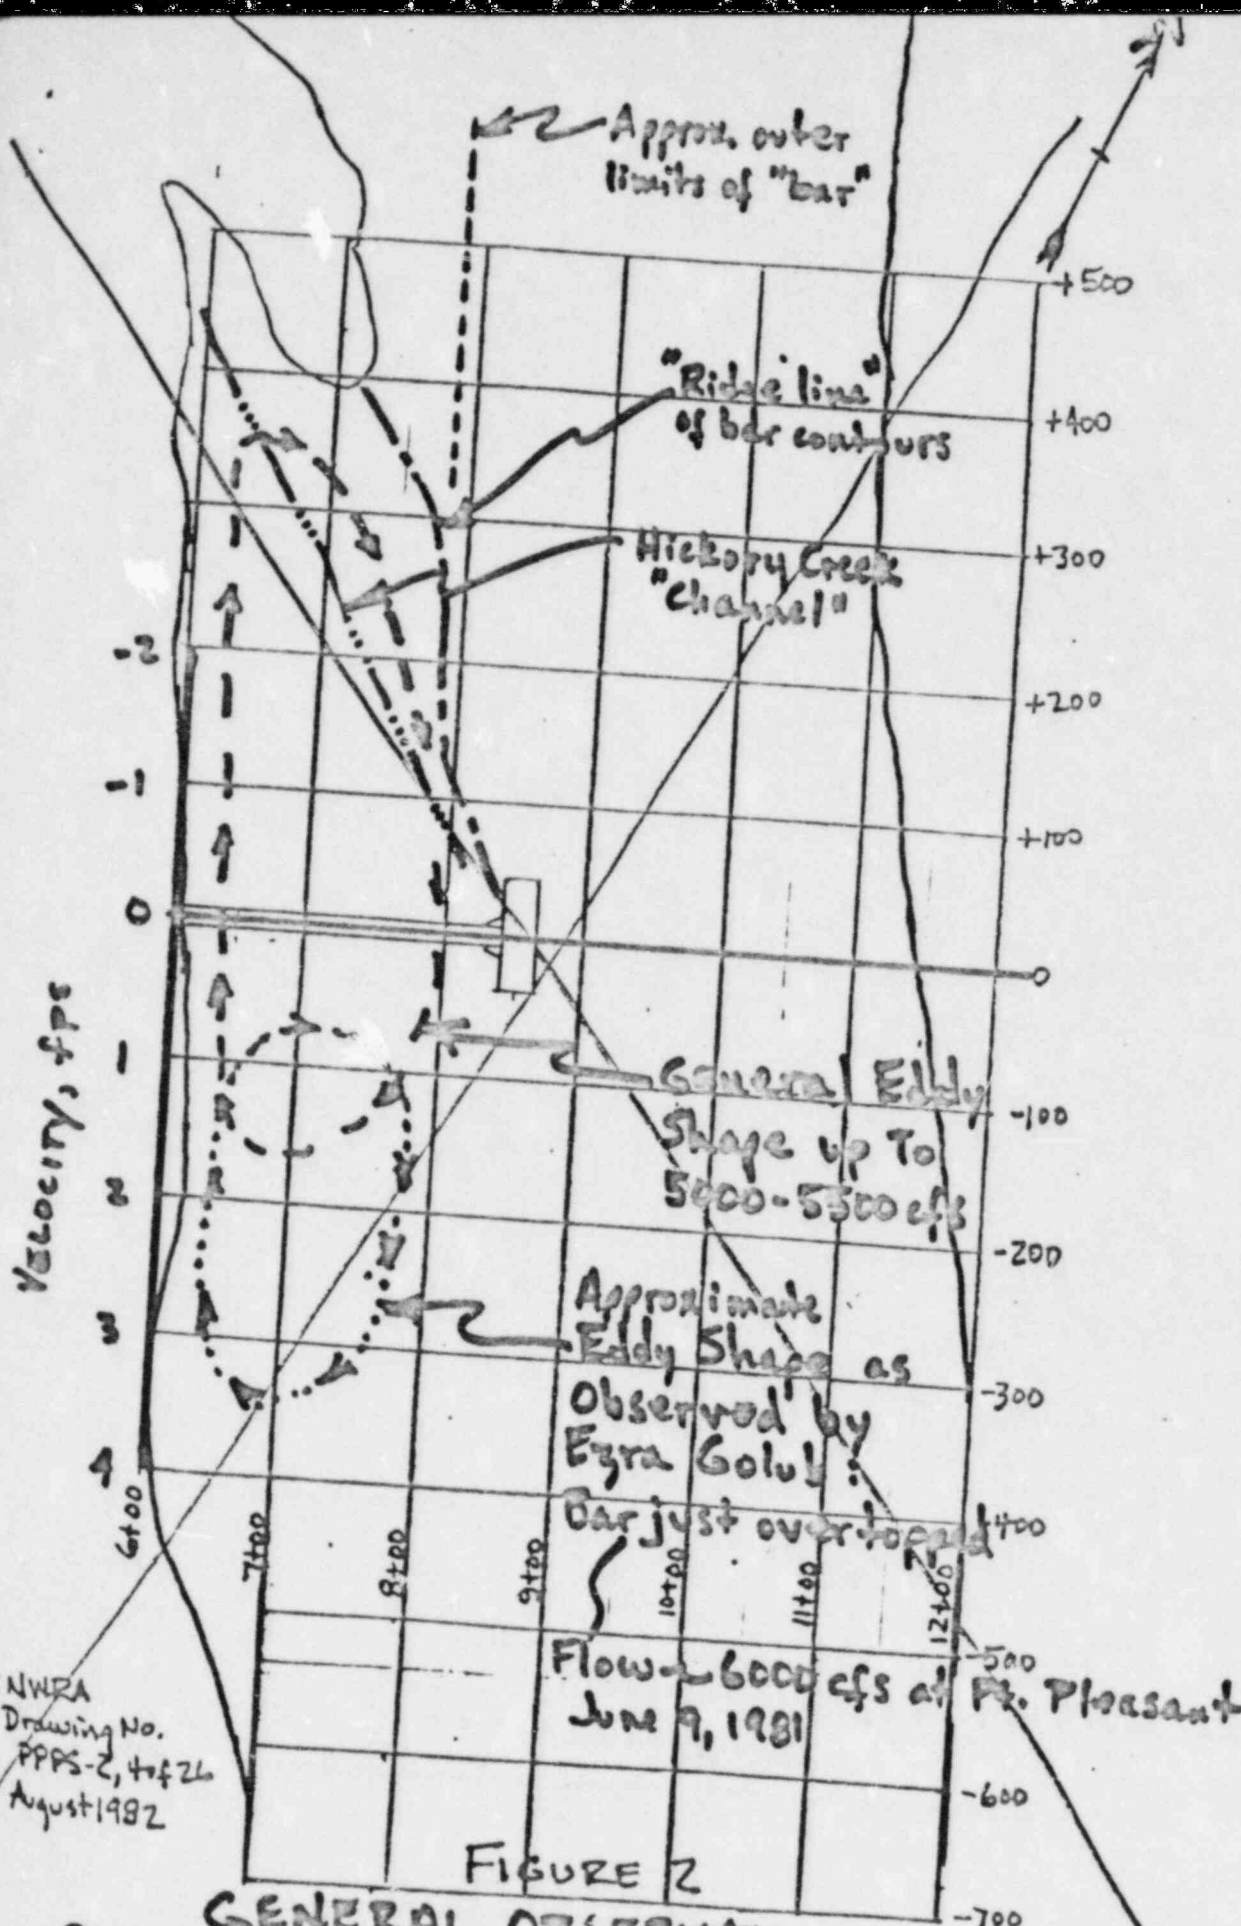 N
Approx. outer
limits of "bar"
+500
"Ridge line"
of bar contours
+400
Hickory Creek
"Channel"
+300
-2
+200
-1
+100
0
0
Velocity, fps
1
General Eddy
Shape up To
5000-5500 cfs
-100
2
-200
Approximate
Eddy Shape as
Observed by
Ezra Golub:
Bar just overtopped
3
-300
4
-400
6+00
7+00
8+00
9+00
10+00
11+00
12+00
-500
Flow ~ 6000 cfs at Pt. Pleasant
June 9, 1981
NWRA
Drawing No.
PPPS-2, 4 of 26
August 1982
-600
FIGURE 2
-700
GENERAL